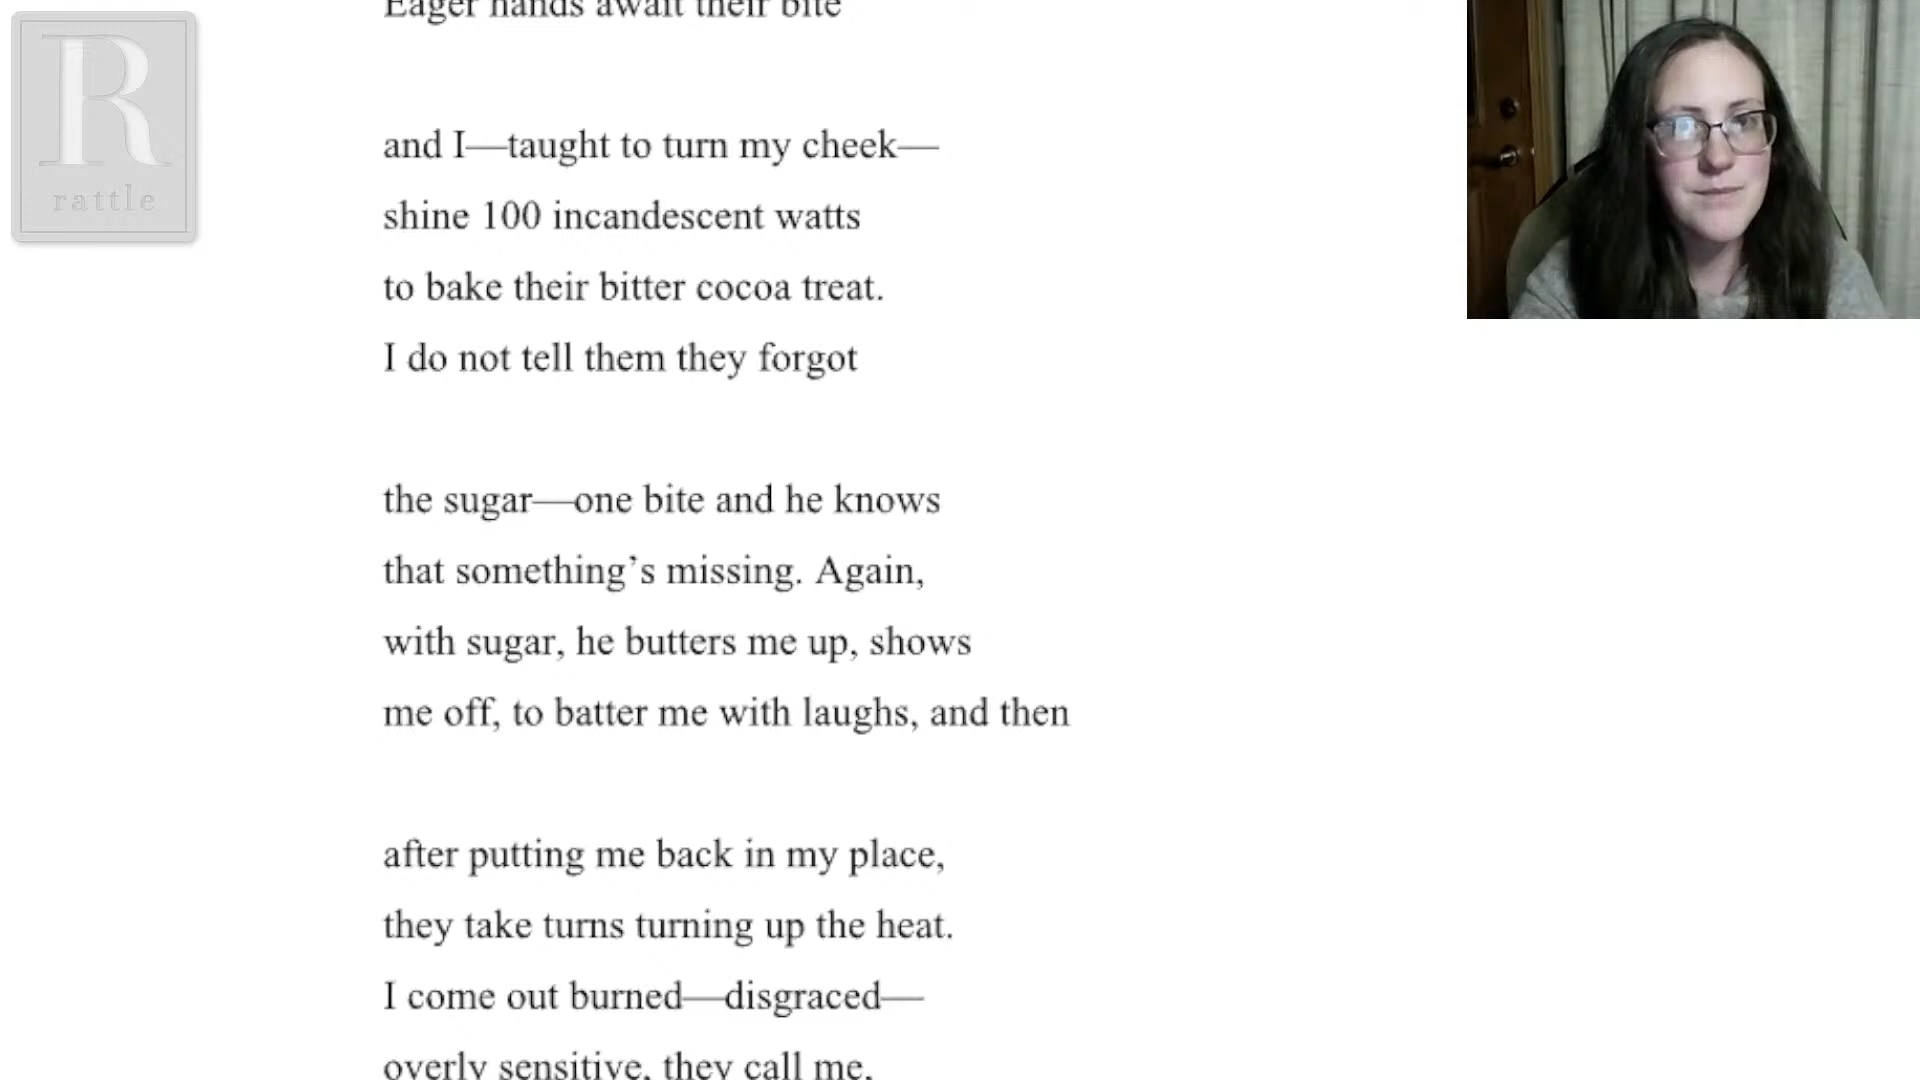 R
rattle
Eager hands await their bite
and I—taught to turn my cheek—
shine 100 incandescent watts
to bake their bitter cocoa treat.
I do not tell them they forgot
the sugar—one bite and he knows
that something’s missing. Again,
with sugar, he butters me up, shows
me off, to batter me with laughs, and then
after putting me back in my place,
they take turns turning up the heat.
I come out burned—disgraced—
overly sensitive, they call me,